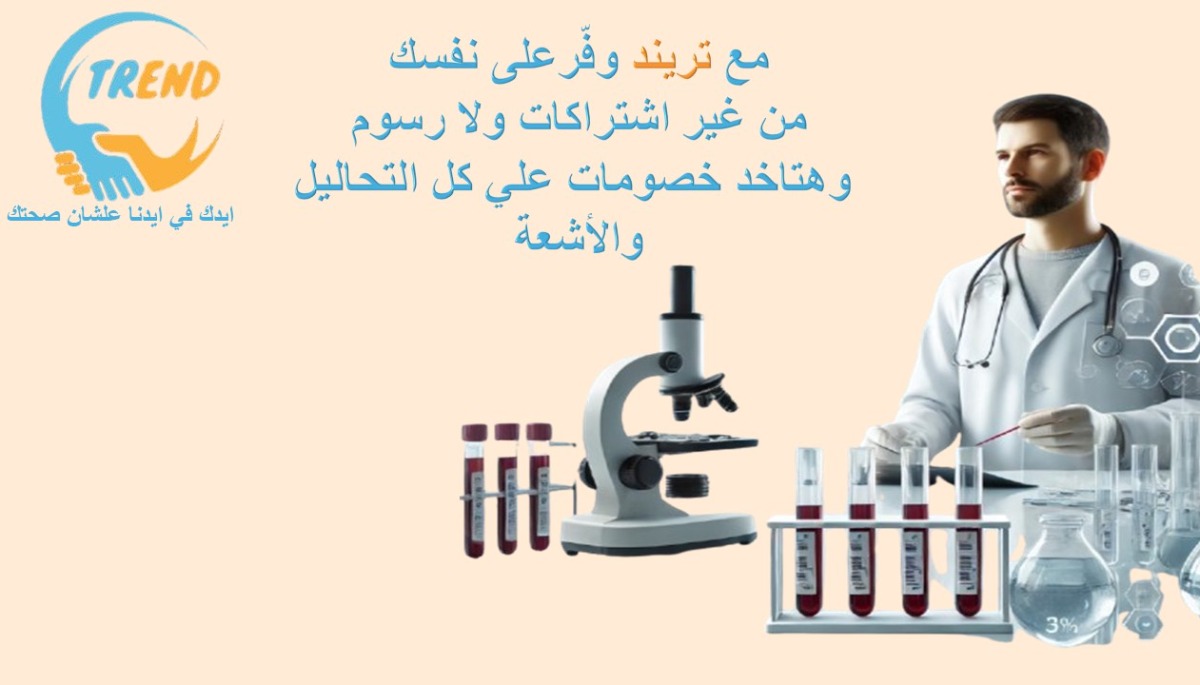 TREND
ايدك في ايدنا علشان صحتك
مع تريند وفّرعلى نفسك
من غير اشتراكات ولا رسوم
وهتاخد خصومات علي كل التحاليل
والأشعة
3%